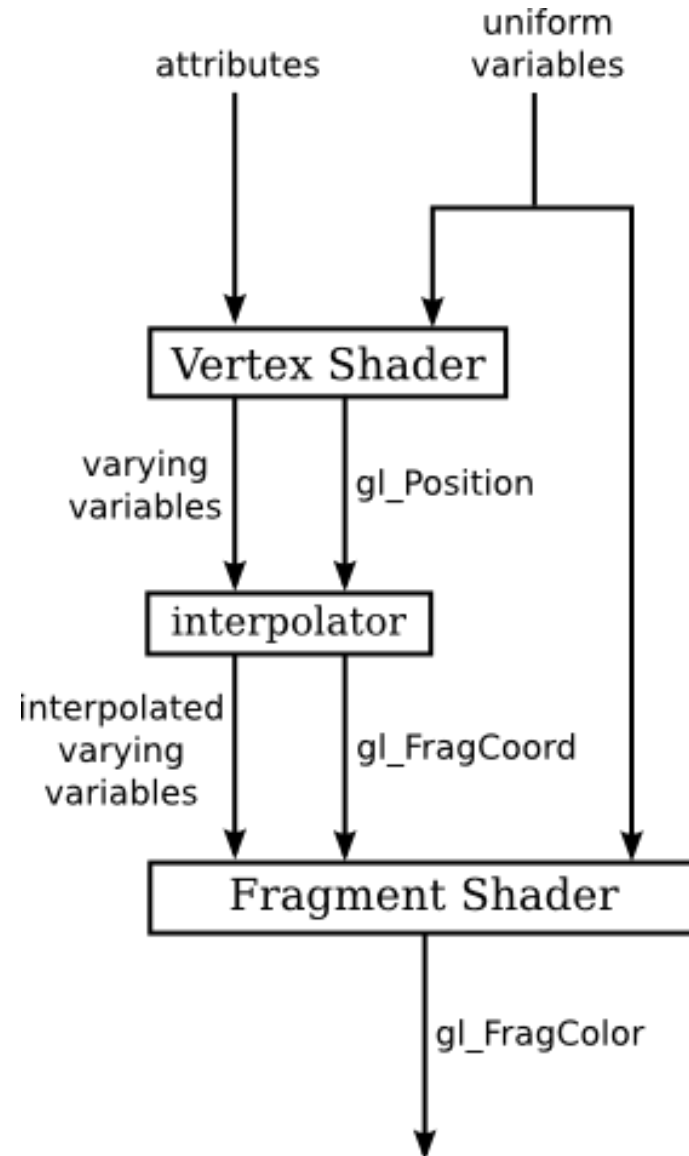 uniform
attributes
variables
Vertex Shader
varying
variables
gl_Position
interpolator
interpolated
varying
variables
gl_FragCoord
Fragment Shader
gl_FragColor